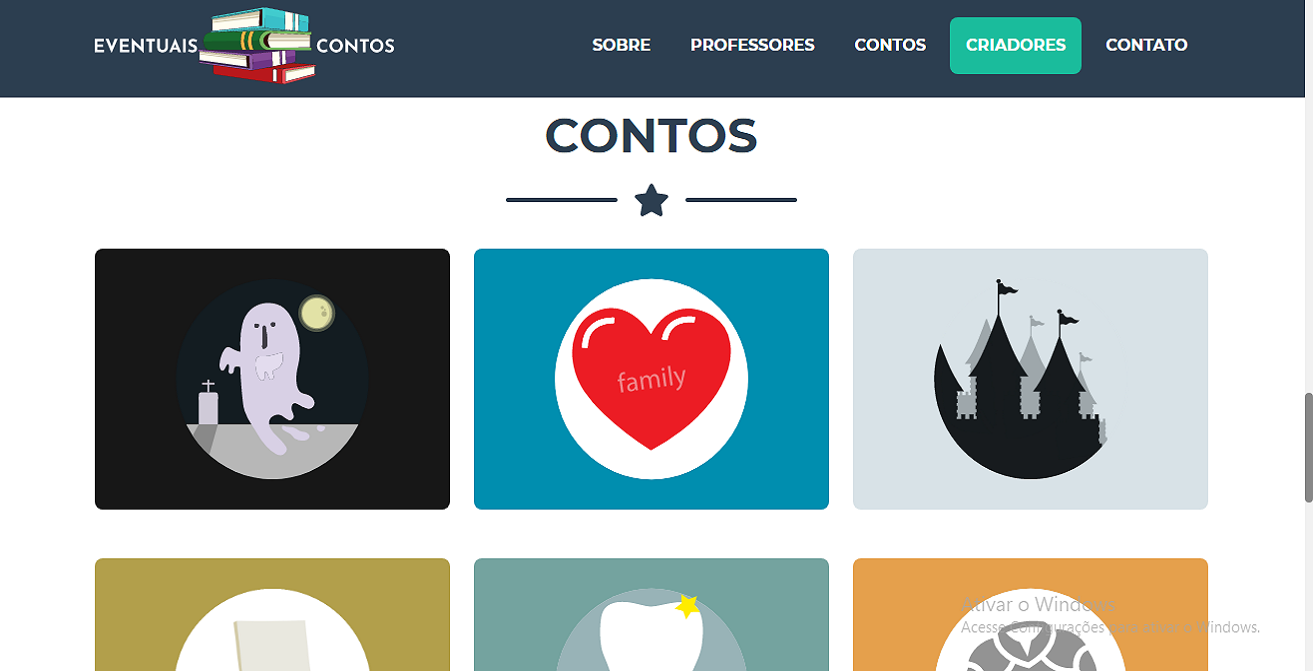 EVENTUAIS CONTOS
SOBRE PROFESSORES CONTOS CRIADORES CONTATO
CONTOS
family
Ativar o Windows
Acesse Configurações para ativar o Windows.